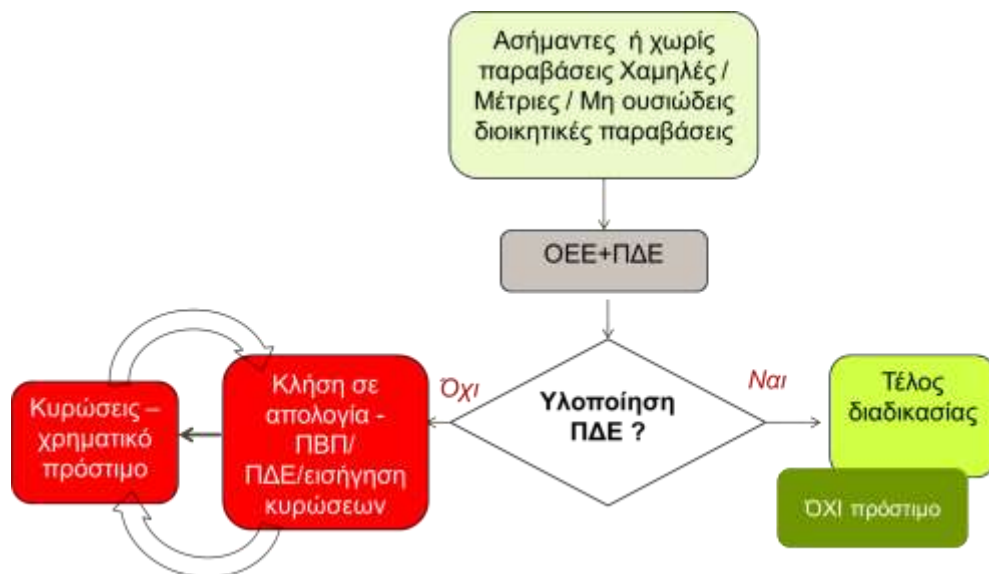 Ασήμαντες ή χωρίς
παραβάσεις Χαμηλές /
Μέτριες / Μη ουσιώδεις
διοικητικές παραβάσεις
ΟΕΕ+ΠΔΕ
Υλοποίηση
ΠΔΕ ?
Όχι
Ναι
Κλήση σε
απολογία -
ΠΒΠ/
ΠΔΕ/εισήγηση
κυρώσεων
Κυρώσεις –
χρηματικό
πρόστιμο
Τέλος
διαδικασίας
ΌΧΙ πρόστιμο